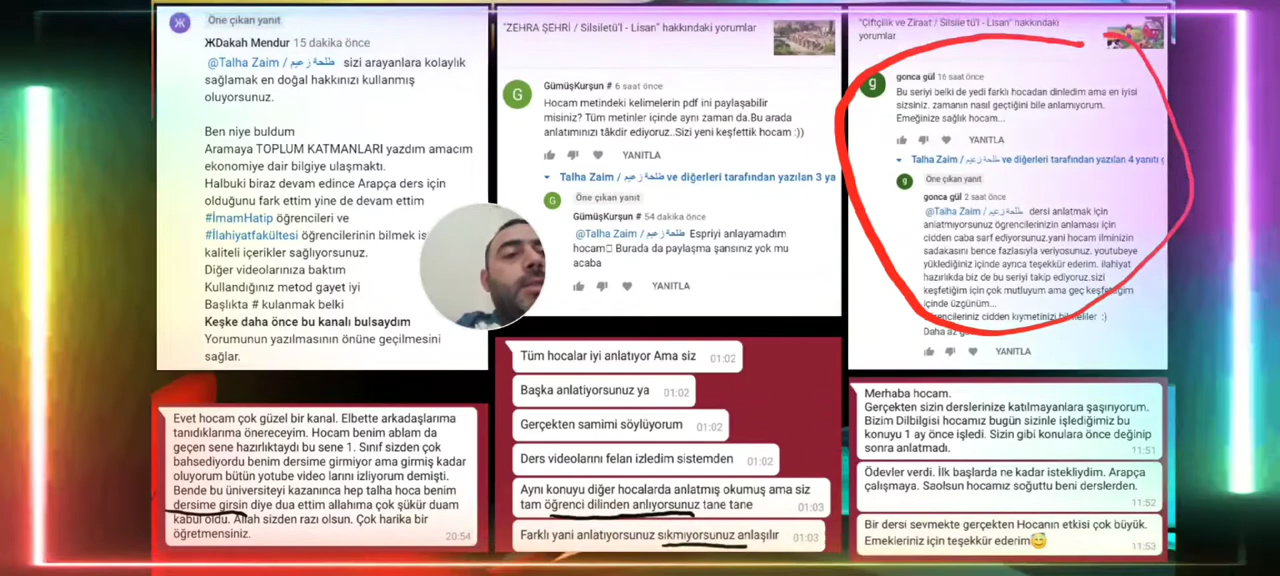 Öne çıkan yanıt
Ж
ЖDakah Mendur 15 dakika önce
@Talha Zaim / طلحة زعيم sizi arayanlara kolaylık
sağlamak en doğal hakkınızı kullanmış
oluyorsunuz.
Ben niye buldum
Aramaya TOPLUM KATMANLARI yazdım amacım
ekonomiye dair bilgiye ulaşmaktı.
Halbuki biraz devam edince Arapça ders için
olduğunu fark ettim yine de devam ettim
#İmamHatip öğrencileri ve
#İlahiyatfakültesi öğrencilerinin bilmek is
kaliteli içerikler sağlıyorsunuz.
Diğer videolarınıza baktım
Kullandığınız metod gayet iyi
Başlıkta # kulanmak belki
Keşke daha önce bu kanalı bulsaydım
Yorumunun yazılmasının önüne geçilmesini
sağlar.
Evet hocam çok güzel bir kanal. Elbette arkadaşlarıma
tanıdıklarıma önereceyim. Hocam benim ablam da
geçen sene hazırlıktaydı bu sene 1. Sınıf sizden çok
bahsediyordu benim dersime girmiyor ama girmiş kadar
oluyorum bütün yotube video larını izliyorum demişti.
Bende bu üniversiteyi kazanınca hep talha hoca benim
dersime girsin diye dua ettim allahıma çok şükür duam
kabul oldu. Allah sizden razı olsun. Çok harika bir
öğretmensiniz. 20:54
"ZEHRA ŞEHRİ / Silsiletü'l - Lisan" hakkındaki yorumlar
G
GümüşKurşun # 6 saat önce
Hocam metindeki kelimelerin pdf ini paylaşabilir
misiniz? Tüm metinler içinde aynı zaman da.Bu arada
anlatımınızı tâkdir ediyoruz..Sizi yeni keşfettik hocam :))
YANITLA
Talha Zaim / طلحة زعيم ve diğerleri tarafından yazılan 3 ya
G
Öne çıkan yanıt
GümüşKurşun # 54 dakika önce
@Talha Zaim / طلحة زعيم Espriyi anlayamadım
hocam Burada da paylaşma şansınız yok mu
acaba
YANITLA
Tüm hocalar iyi anlatıyor Ama siz 01:02
Başka anlatiyorsunuz ya 01:02
Gerçekten samimi söylüyorum 01:02
Ders videolarını felan izledim sistemden 01:02
Aynı konuyu diğer hocalarda anlatmış okumuş ama siz
tam öğrenci dilinden anlıyorsunuz tane tane 01:03
Farklı yani anlatıyorsunuz sıkmıyorsunuz anlaşılır 01:03
"Çiftçilik ve Ziraat / Silsile tü'l - Lisan" hakkındaki
yorumlar
g
gonca gül 16 saat önce
Bu seriyi belki de yedi farklı hocadan dinledim ama en iyisi
sizsiniz. zamanın nasıl geçtiğini bile anlamıyorum.
Emeğinize sağlık hocam...
YANITLA
Talha Zaim / طلحة زعيم ve diğerleri tarafından yazılan 4 yanıtı g
g
Öne çıkan yanıt
gonca gül 2 saat önce
@Talha Zaim / طلحة زعيم dersi anlatmak için
anlatmıyorsunuz ögrencilerinizin anlaması için
cidden caba sarf ediyorsunuz.yani hocam ilminizin
sadakasını bence fazlasıyla veriyosunuz. youtubeye
yüklediğiniz içinde ayrıca teşekkür ederim. ilahiyat
hazırlıkda biz de bu seriyi takip ediyoruz.sizi
keşfetiğim için çok mutluyum ama geç keşfetağim
içinde üzgünüm...
öğrencileriniz cidden kıymetinizi bilmeliler :)
Daha az
YANITLA
Merhaba hocam.
Gerçekten sizin derslerinize katılmayanlara şaşırıyorum.
Bizim Dilbilgisi hocamız bugün sizinle işlediğimiz bu
konuyu 1 ay önce işledi. Sizin gibi konulara önce değinip
sonra anlatmadı. 11:51
Ödevler verdi. İlk başlarda ne kadar istekliydim. Arapça
çalışmaya. Saolsun hocamız soğuttu beni derslerden. 11:52
Bir dersi sevmekte gerçekten Hocanın etkisi çok büyük.
Emekleriniz için teşekkür ederim😅 11:53